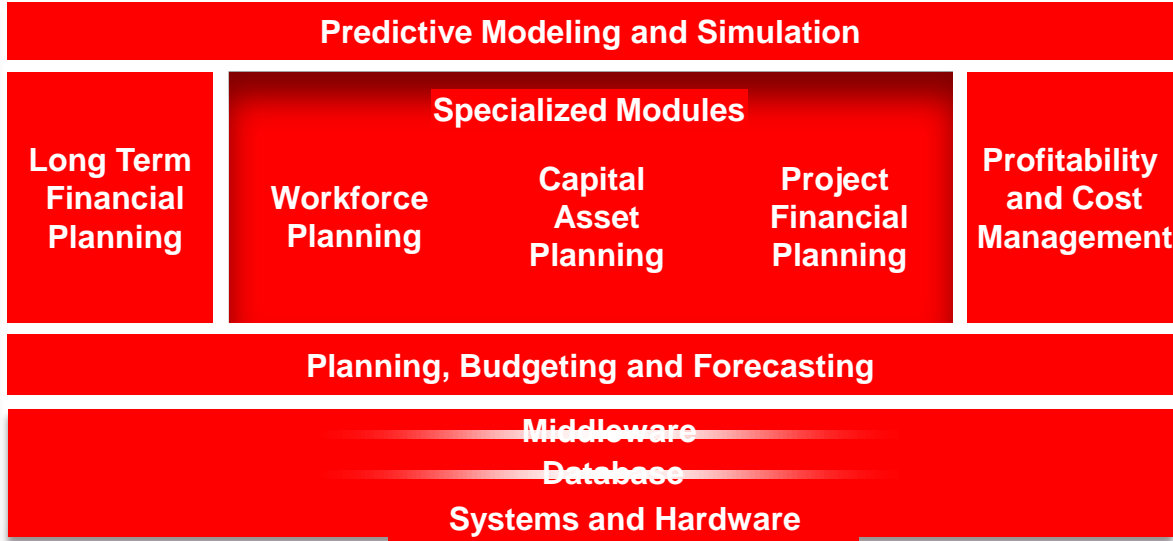 Predictive Modeling and Simulation
Long Term
Financial
Planning
Specialized Modules
Workforce
Planning
Capital
Asset
Planning
Project
Financial
Planning
Profitability
and Cost
Management
Planning, Budgeting and Forecasting
Middleware
Database
Systems and Hardware